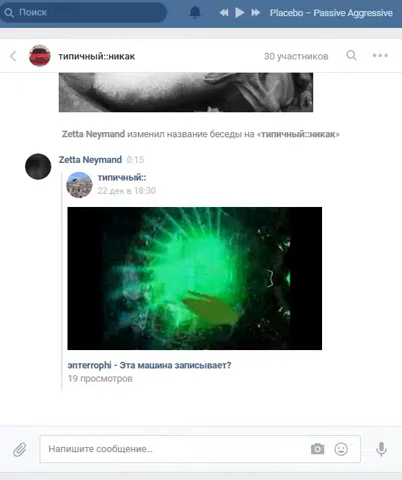 Поиск
Placebo – Passive Aggressive
типичный::никак
30 участников
Zetta Neymand изменил название беседы на «типичный::никак»
Zetta Neymand 0:15
типичный::
22 дек в 18:30
энterrophi - Эта машина записывает?
19 просмотров
Напишите сообщение...